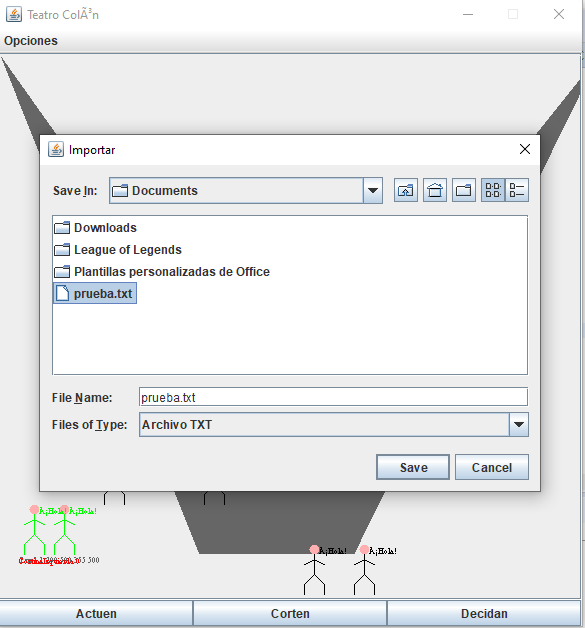 Teatro ColÃ³n
Opciones
Importar
Save In: Documents
Downloads
League of Legends
Plantillas personalizadas de Office
prueba.txt
File Name: prueba.txt
Files of Type: Archivo TXT
Save Cancel
Â¡Hola! Â¡Hola!
Â¡Hola! Â¡Hola!
Actuen Corten Decidan